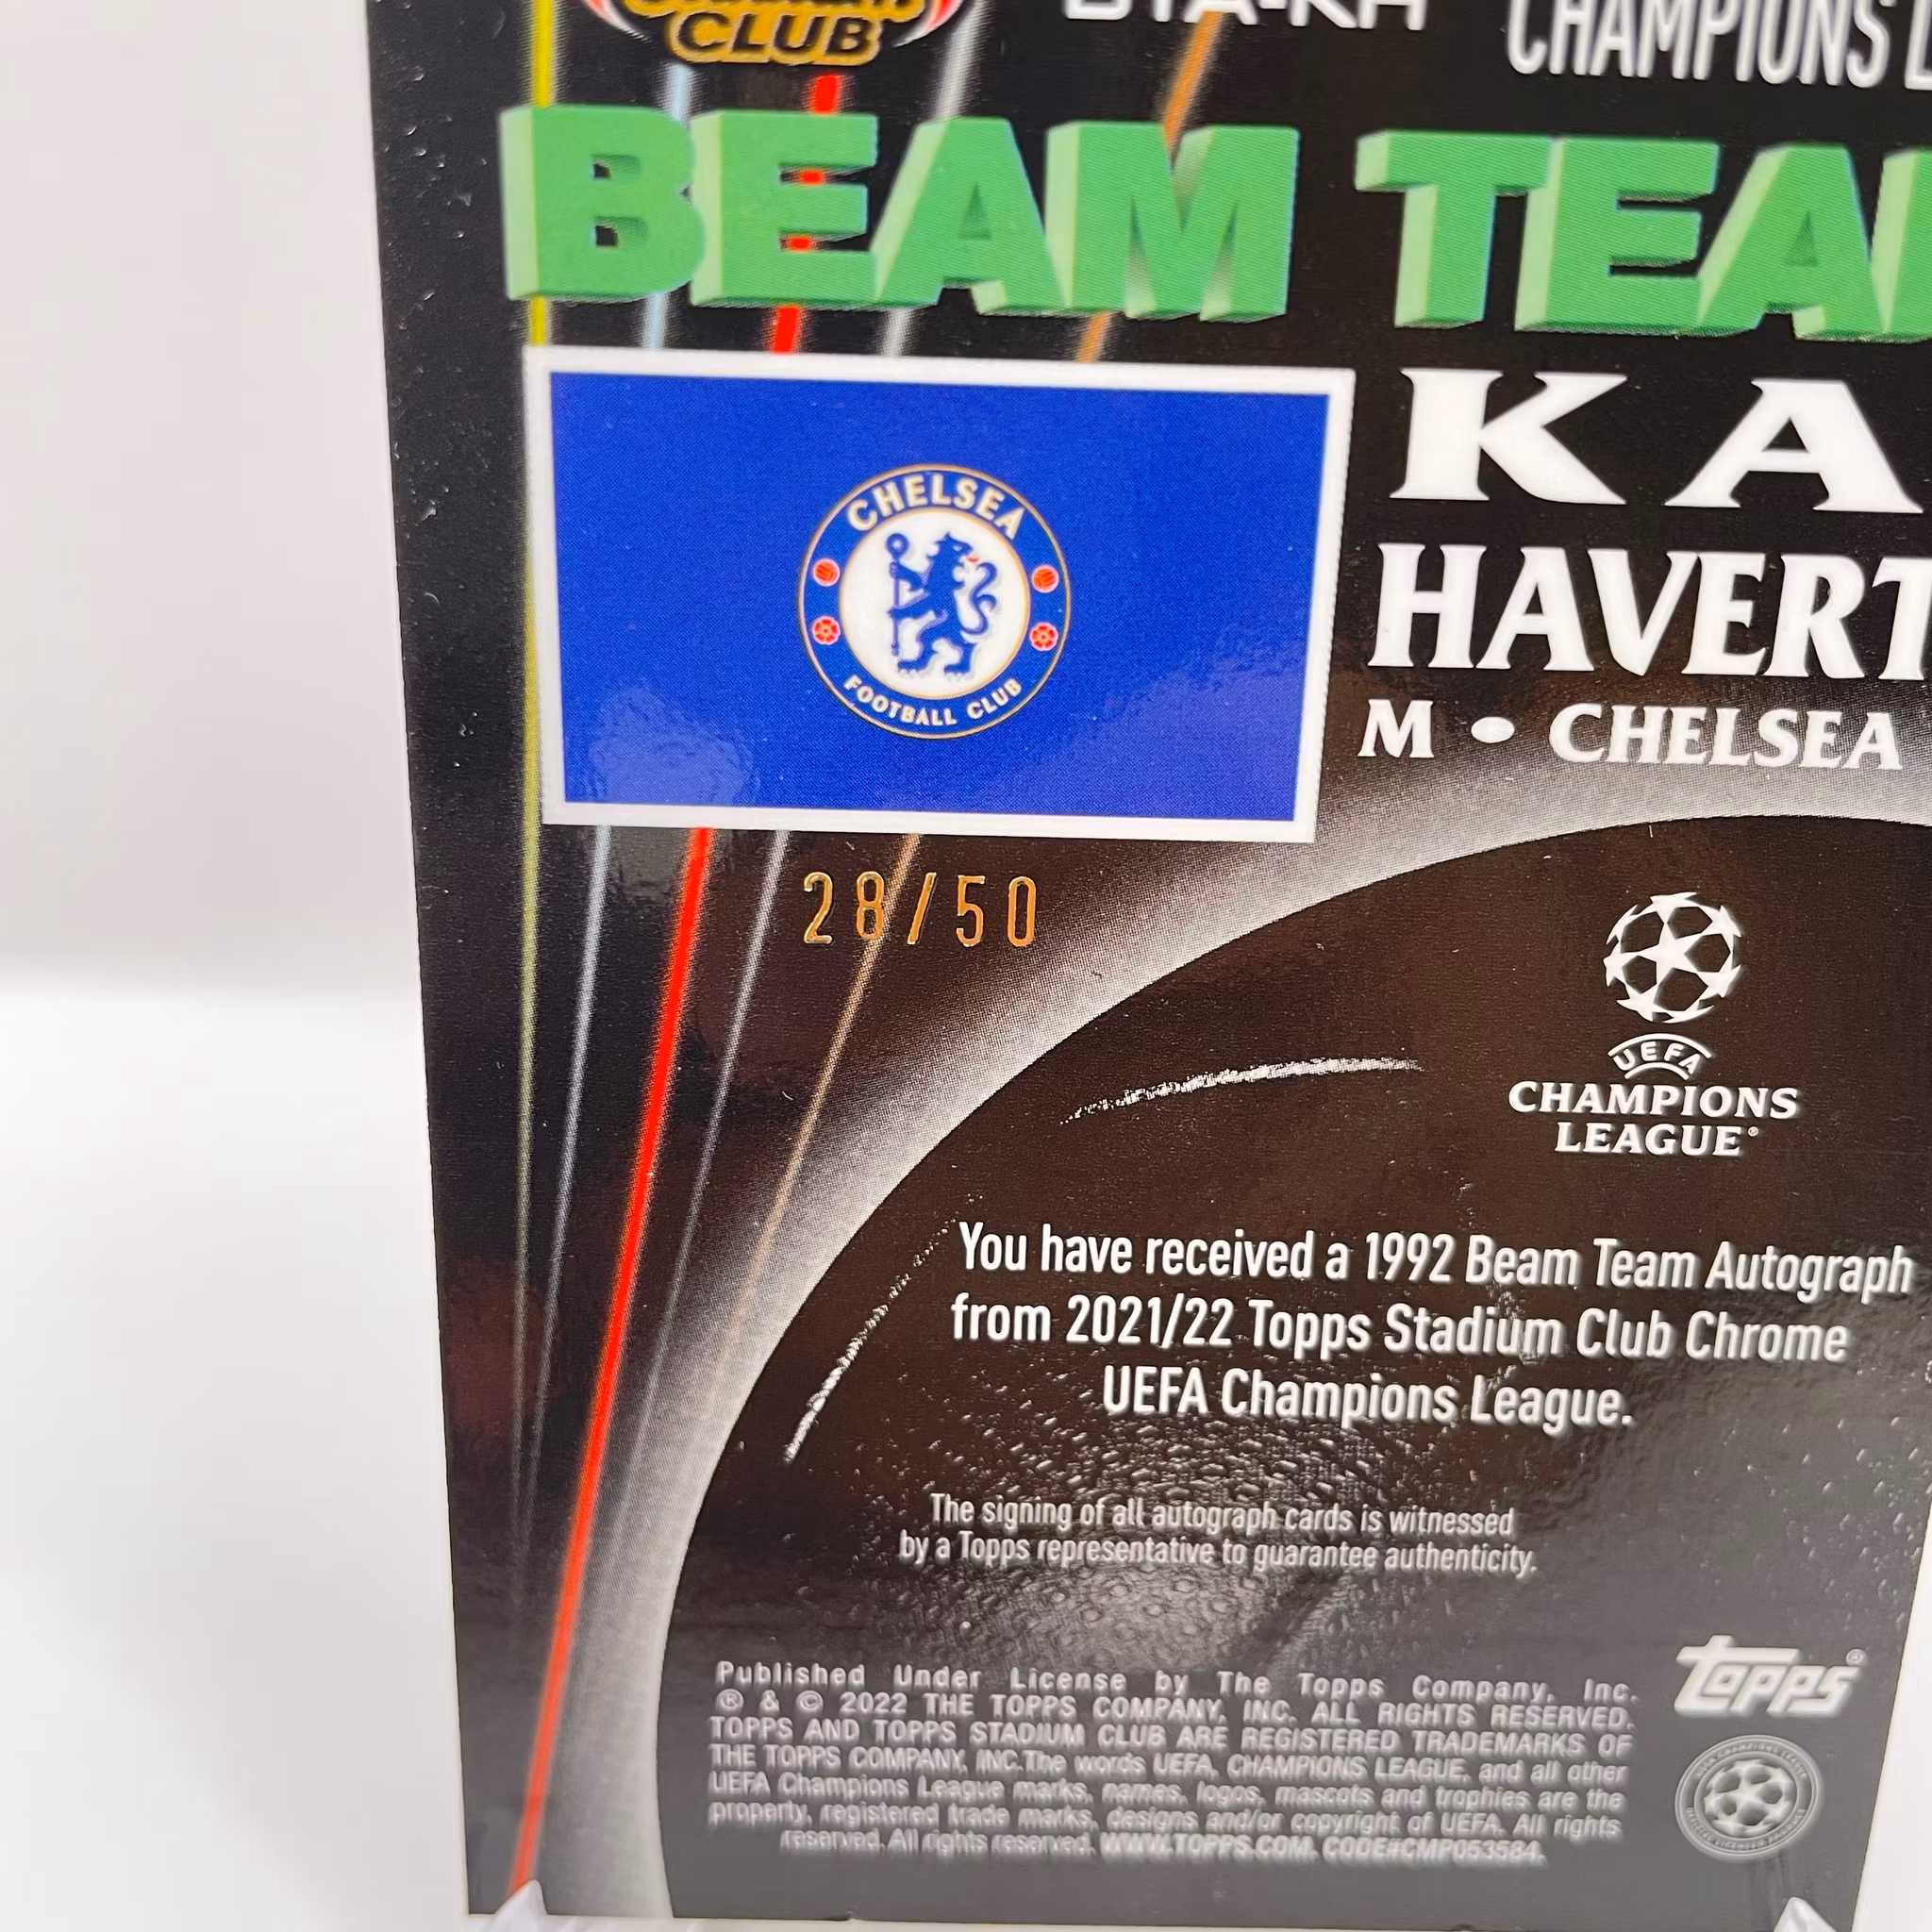 CLUB
BTA-KH
CHAMPIONS L
BEAM TEA
KA
HAVERT
M • CHELSEA
CHELSEA
FOOTBALL CLUB
28/50
UEFA
CHAMPIONS
LEAGUE®
You have received a 1992 Beam Team Autograph
from 2021/22 Topps Stadium Club Chrome
UEFA Champions League.
The signing of all autograph cards is witnessed
by a Topps representative to guarantee authenticity.
Published Under License by The Topps Company, Inc.
® & © 2022 THE TOPPS COMPANY, INC. ALL RIGHTS RESERVED.
TOPPS AND TOPPS STADIUM CLUB ARE REGISTERED TRADEMARKS OF
THE TOPPS COMPANY, INC.The words UEFA, CHAMPIONS LEAGUE, and all other
UEFA Champions League marks, names, logos, mascots and trophies are the
property, registered trade marks, designs and/or copyright of UEFA. All rights
reserved. All rights reserved. WWW.TOPPS.COM. CODE#CMP053584.
topps®